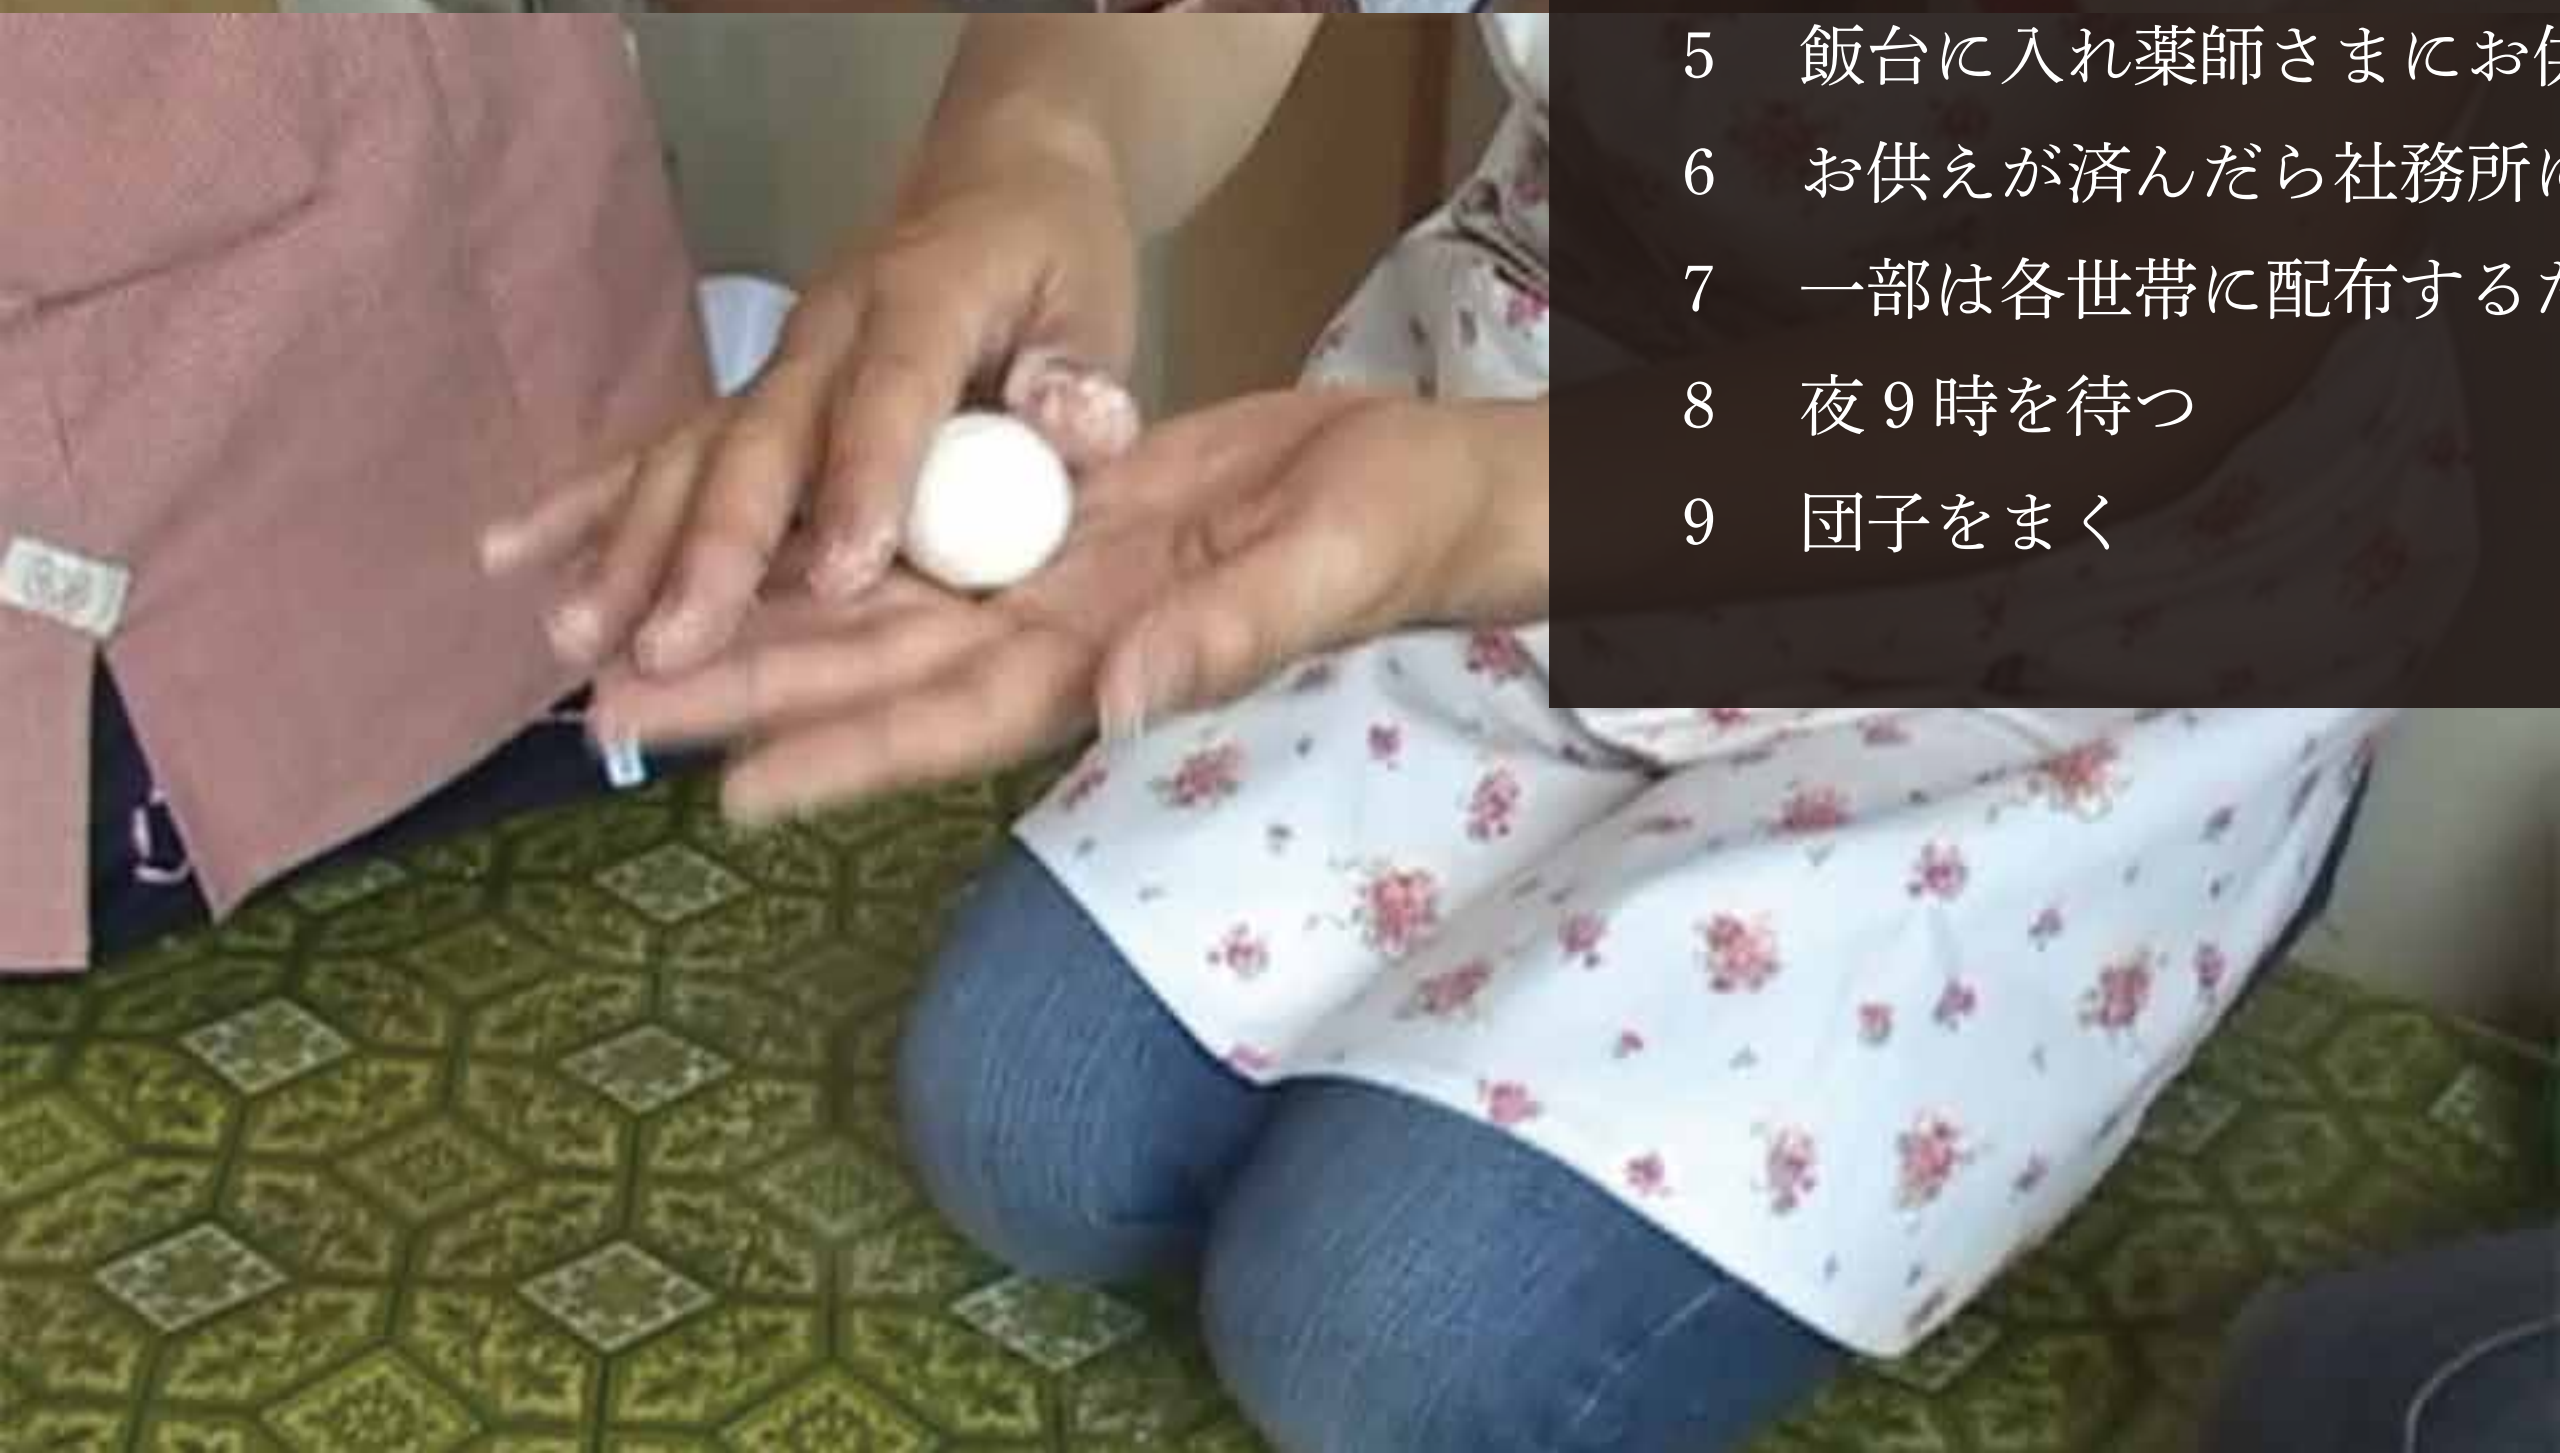 5 飯台に入れ薬師さまにお
6 お供えが済んだら社務所に
7 一部は各世帯に配布する
8 夜9時を待つ
9 団子をまく